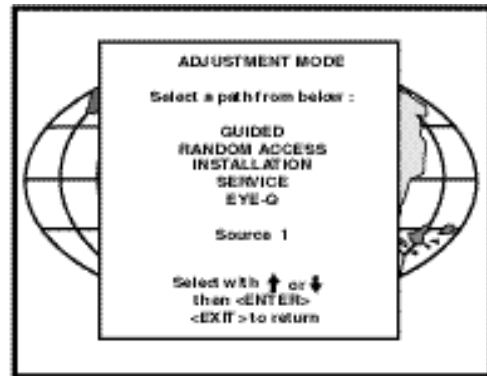 ADJUSTMENT MODE
Select a path from below :
GUIDED
RANDOM ACCESS
INSTALLATION
SERVICE
EYE-Q
Source 1
Select with ↑ or ↓
then <ENTER>
<EXIT> to return